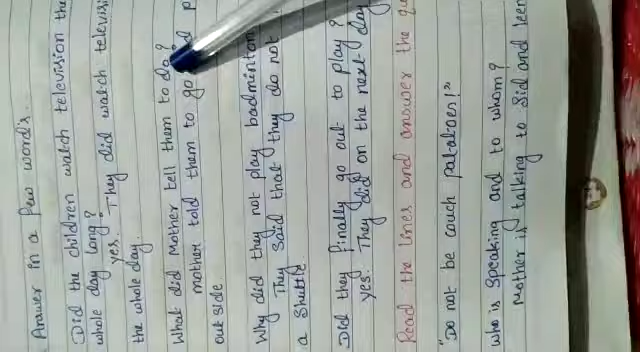 Answer in a few word's.
Did the children watch television the
whole day long?
yes. They did watch televisi
the whole day.
What did Mother tell them to do?
mother told them to go
out side.
Why did they not play badminton
They said that they do not
a Shuttle.
Did they finally go out to play?
yes. They did on the next day
Read the lines and answer the qu
"Do not be couch patatoes!"
who is speaking and to whom?
Mother is talking to Sid and